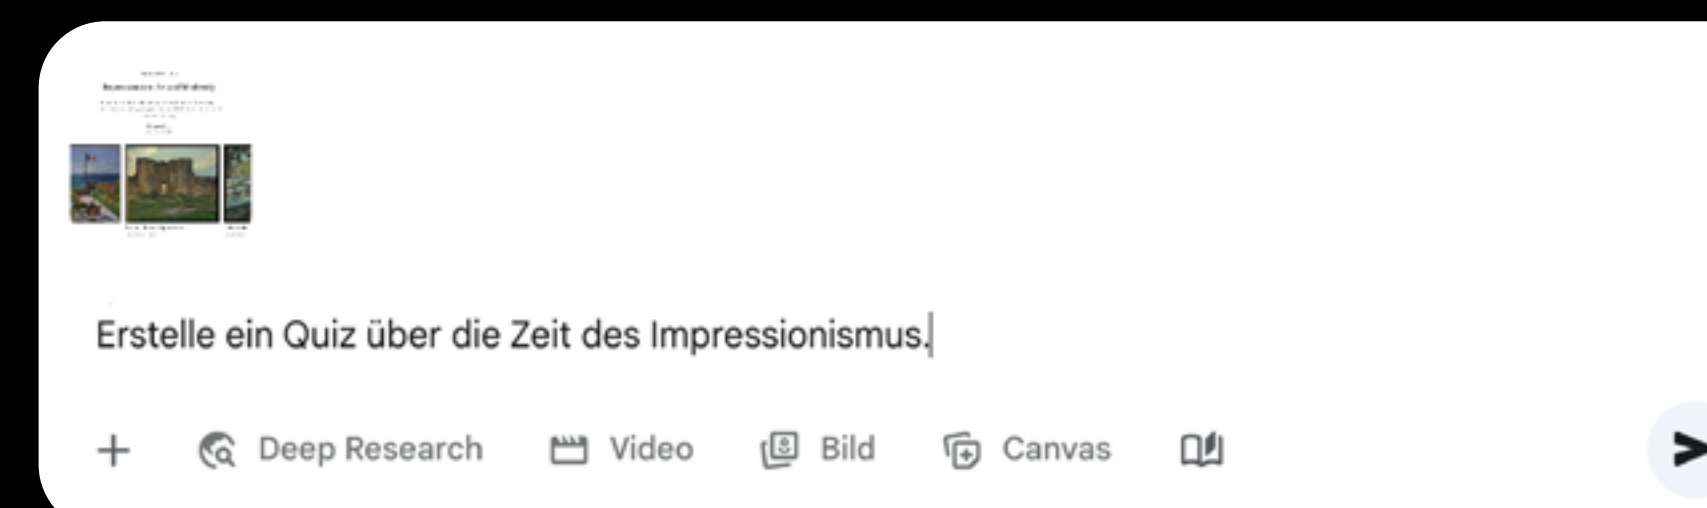 Erstelle ein Quiz über die Zeit des Impressionismus.
Deep Research Video Bild Canvas